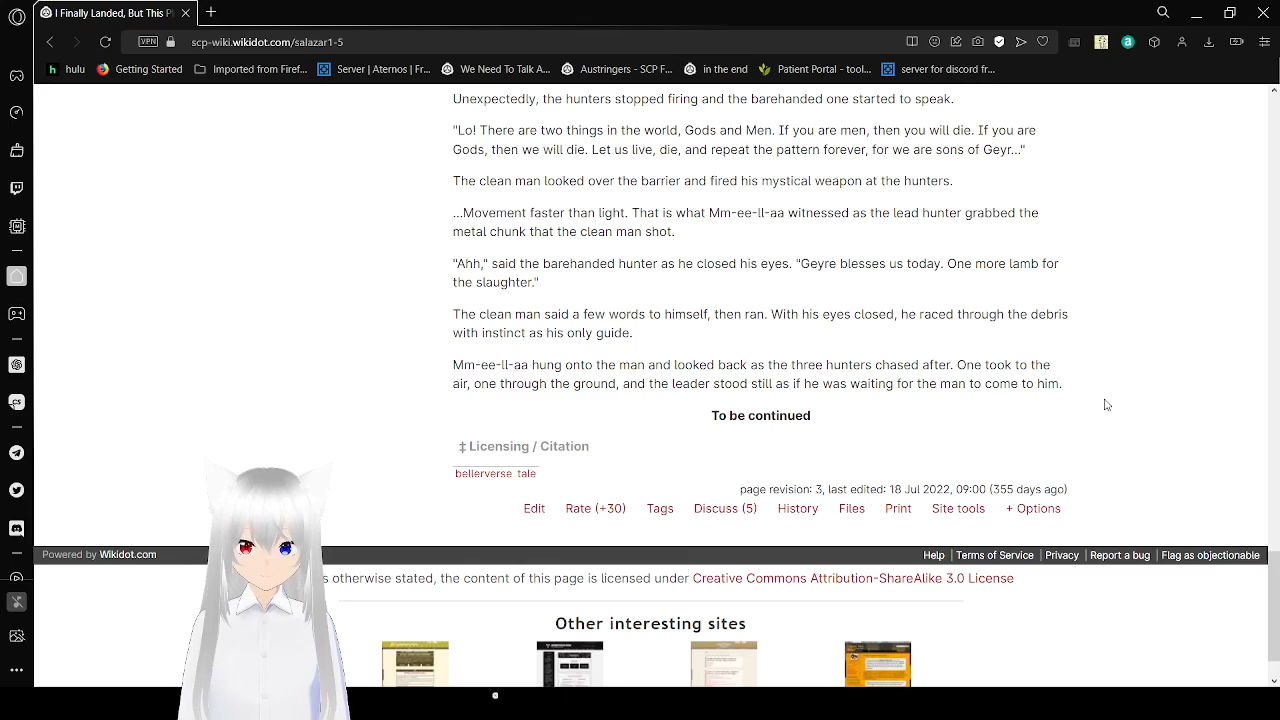 I Finally Landed, But This Pl
scp-wiki.wikidot.com/salazar1-5
VPN
hulu
Getting Started
Imported from Firef...
Server | Aternos | Fr...
We Need To Talk A...
Austringers - SCP F...
in the end
Patient Portal - tool...
server for discord fr...
Unexpectedly, the hunters stopped firing and the barehanded one started to speak.
"Lo! There are two things in the world, Gods and Men. If you are men, then you will die. If you are
Gods, then we will die. Let us live, die, and repeat the pattern forever, for we are sons of Geyr..."
The clean man looked over the barrier and fired his mystical weapon at the hunters.
...Movement faster than light. That is what Mm-ee-ll-aa witnessed as the lead hunter grabbed the
metal chunk that the clean man shot.
"Ahh," said the barehanded hunter as he closed his eyes. "Geyre blesses us today. One more lamb for
the slaughter."
The clean man said a few words to himself, then ran. With his eyes closed, he raced through the debris
with instinct as his only guide.
Mm-ee-ll-aa hung onto the man and looked back as the three hunters chased after. One took to the
air, one through the ground, and the leader stood still as if he was waiting for the man to come to him.
To be continued
‡ Licensing / Citation
bellerverse tale
page revision: 3, last edited: 18 Jul 2022, 09:00 (355 days ago)
Edit Rate (+30) Tags Discuss (5) History Files Print Site tools + Options
Powered by Wikidot.com
Help | Terms of Service | Privacy | Report a bug | Flag as objectionable
s otherwise stated, the content of this page is licensed under Creative Commons Attribution-ShareAlike 3.0 License
Other interesting sites